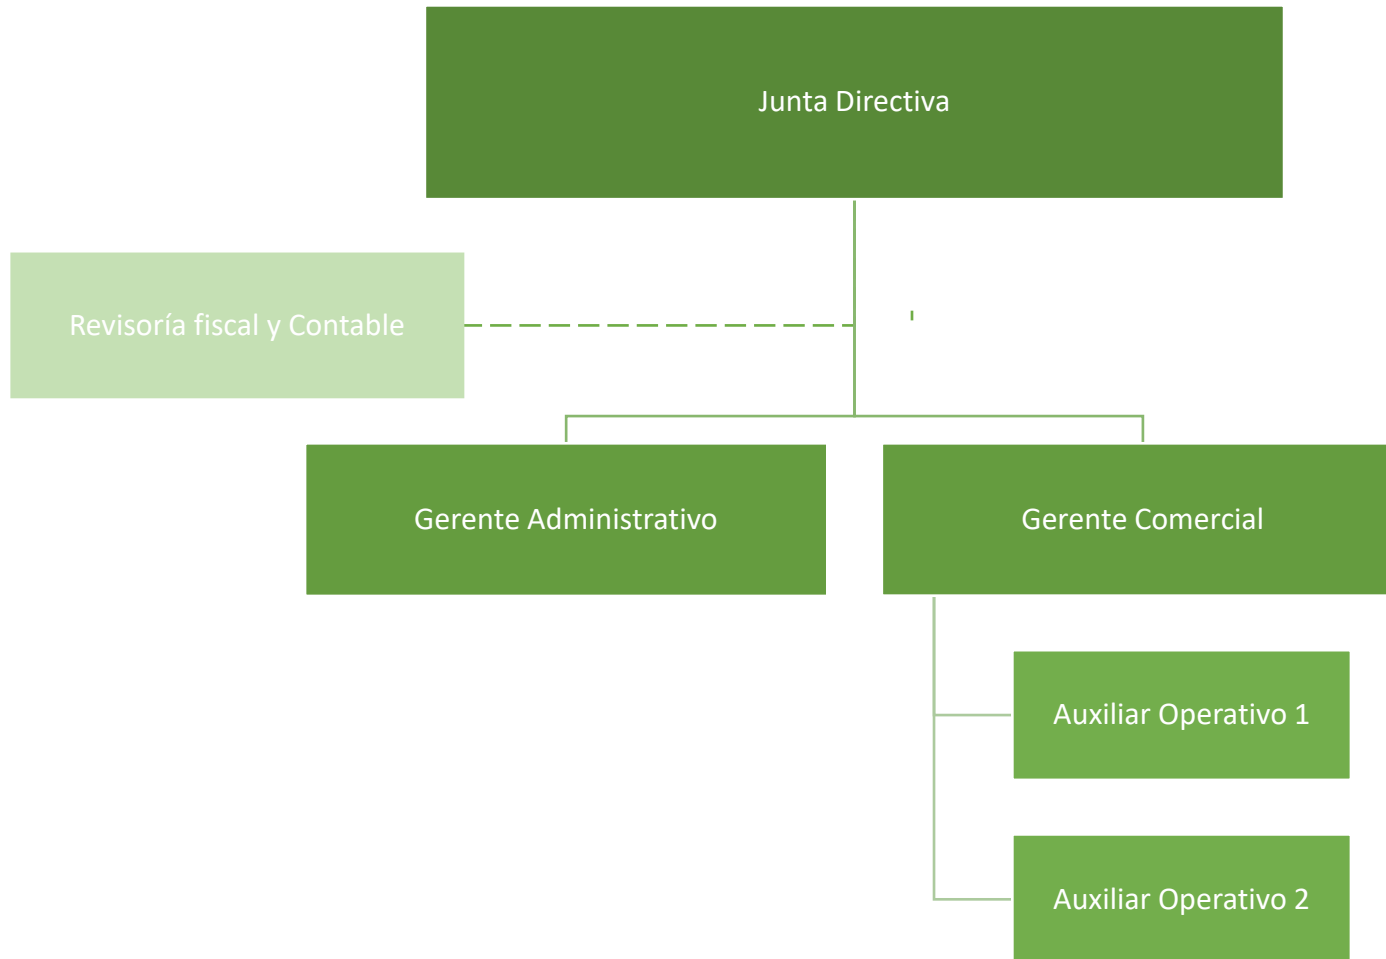 Junta Directiva
Revisoría fiscal y Contable
Gerente Administrativo
Gerente Comercial
Auxiliar Operativo 1
Auxiliar Operativo 2